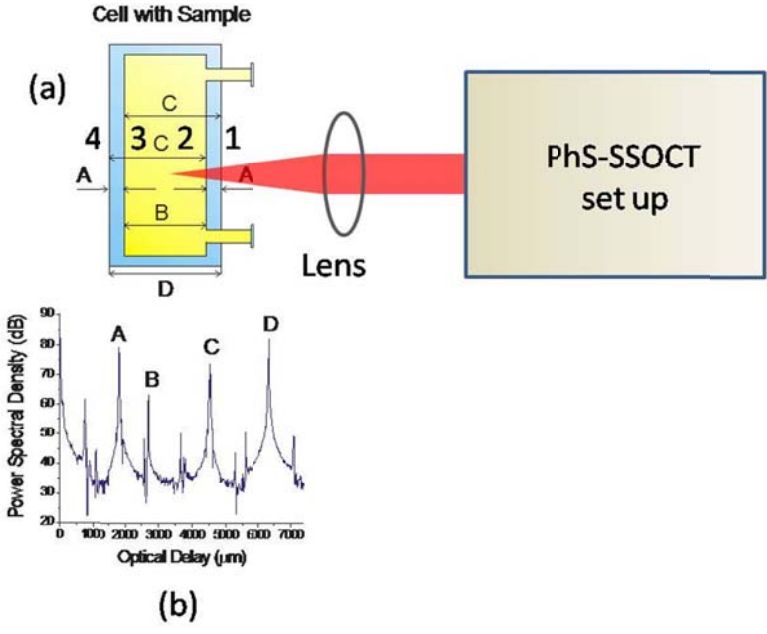 Cell with Sample
(a)
C
4 3 C 2 1
A A
B
D
Lens
PhS-SSOCT
set up
Power Spectral Density (dB)
90
80
70
60
50
40
30
20
A
B
C
D
0 1000 2000 3000 4000 5000 6000 7000
Optical Delay (μm)
(b)